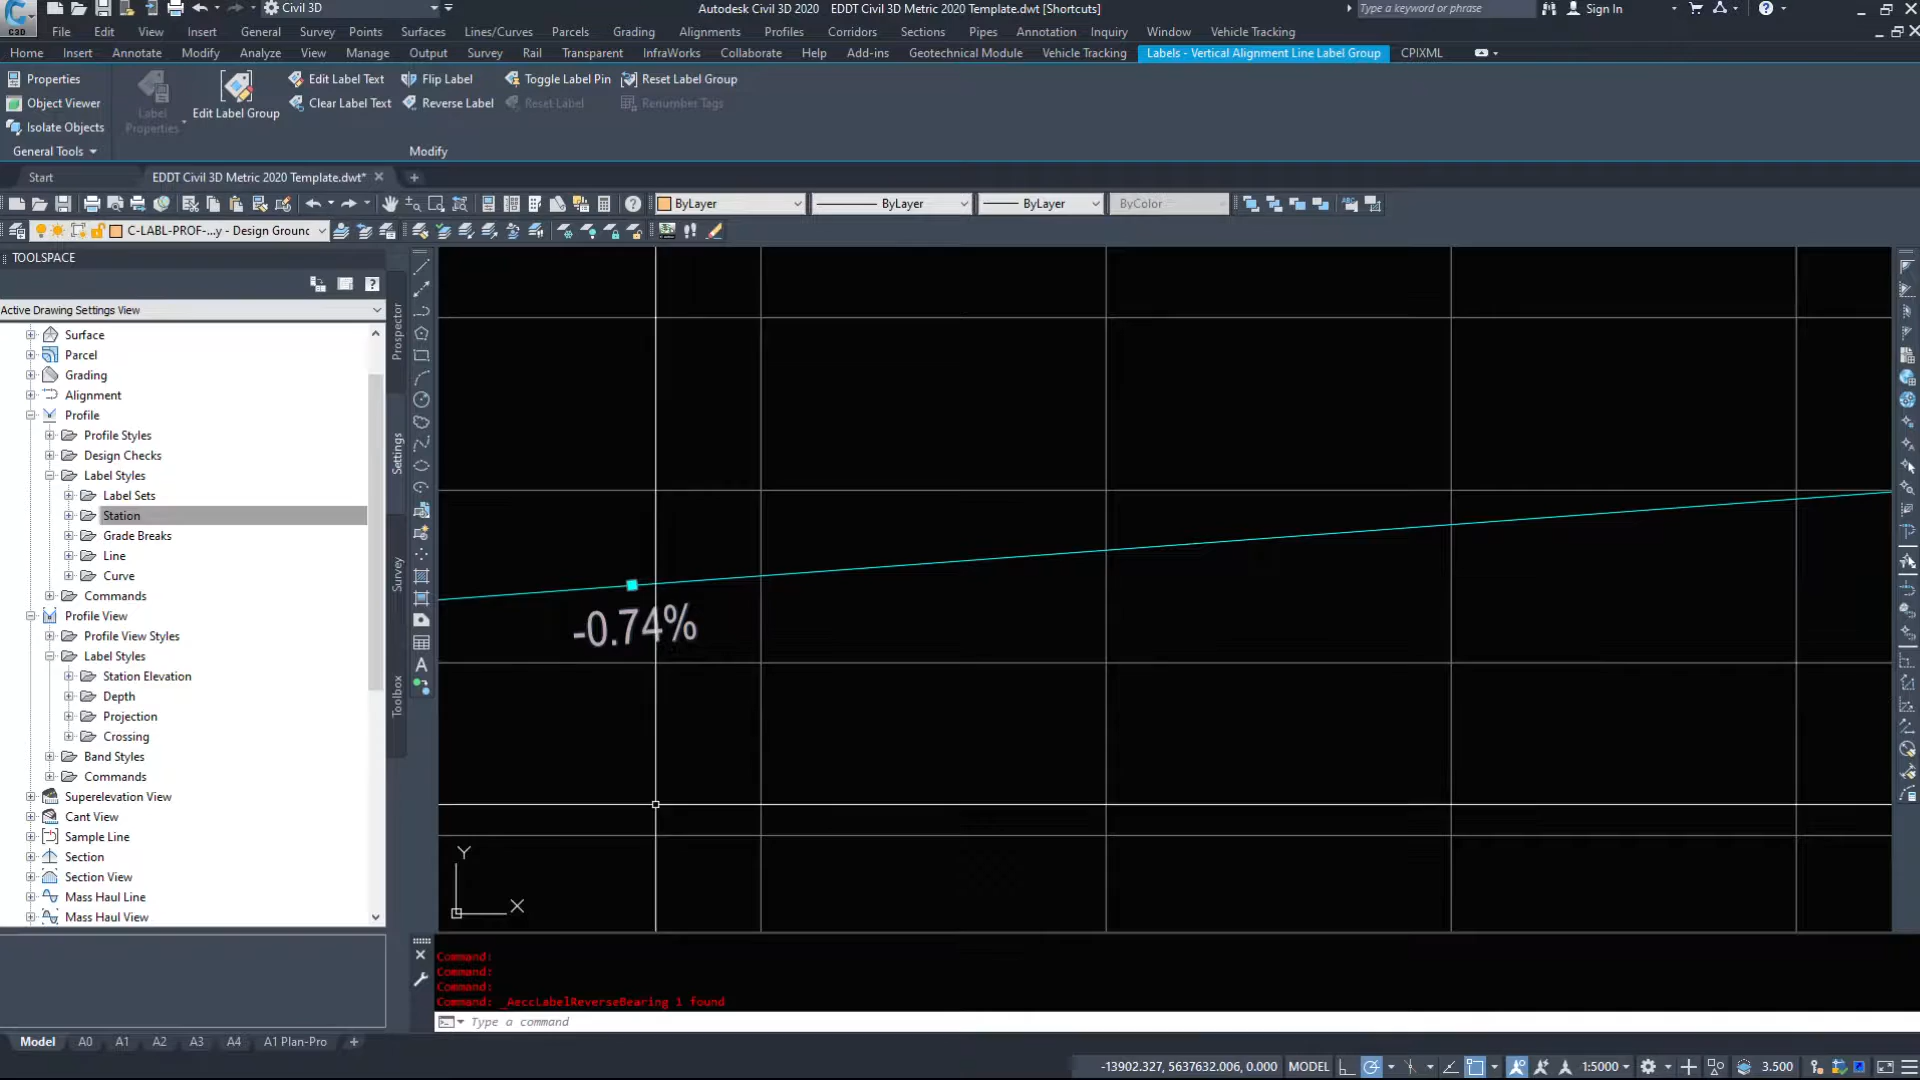 Civil 3D
Autodesk Civil 3D 2020 EDDT Civil 3D Metric 2020 Template.dwt [Shortcuts]
Type a keyword or phrase
Sign In
C3D
File Edit View Insert General Survey Points Surfaces Lines/Curves Parcels Grading Alignments Profiles Corridors Sections Pipes Annotation Inquiry Window Vehicle Tracking
Home Insert Annotate Modify Analyze View Manage Output Survey Rail Transparent InfraWorks Collaborate Help Add-ins Geotechnical Module Vehicle Tracking Labels - Vertical Alignment Line Label Group CPIXML
Properties
Object Viewer
Isolate Objects
General Tools
Label Properties
Edit Label Group
Edit Label Text
Clear Label Text
Flip Label
Reverse Label
Toggle Label Pin
Reset Label
Reset Label Group
Renumber Tags
Modify
Start
EDDT Civil 3D Metric 2020 Template.dwt*
ByLayer
ByLayer
ByLayer
ByColor
C-LABL-PROF-...y - Design Ground
TOOLSPACE
Active Drawing Settings View
Surface
Parcel
Grading
Alignment
Profile
Profile Styles
Design Checks
Label Styles
Label Sets
Station
Grade Breaks
Line
Curve
Commands
Profile View
Profile View Styles
Label Styles
Station Elevation
Depth
Projection
Crossing
Band Styles
Commands
Superelevation View
Cant View
Sample Line
Section
Section View
Mass Haul Line
Mass Haul View
Prospector
Settings
Survey
Toolbox
A
-0.74%
Y
X
Command:
Command:
Command:
Command: _AeccLabelReverseBearing 1 found
Type a command
Model A0 A1 A2 A3 A4 A1 Plan-Pro
-13902.327, 5637632.006, 0.000 MODEL
1:5000
3.500